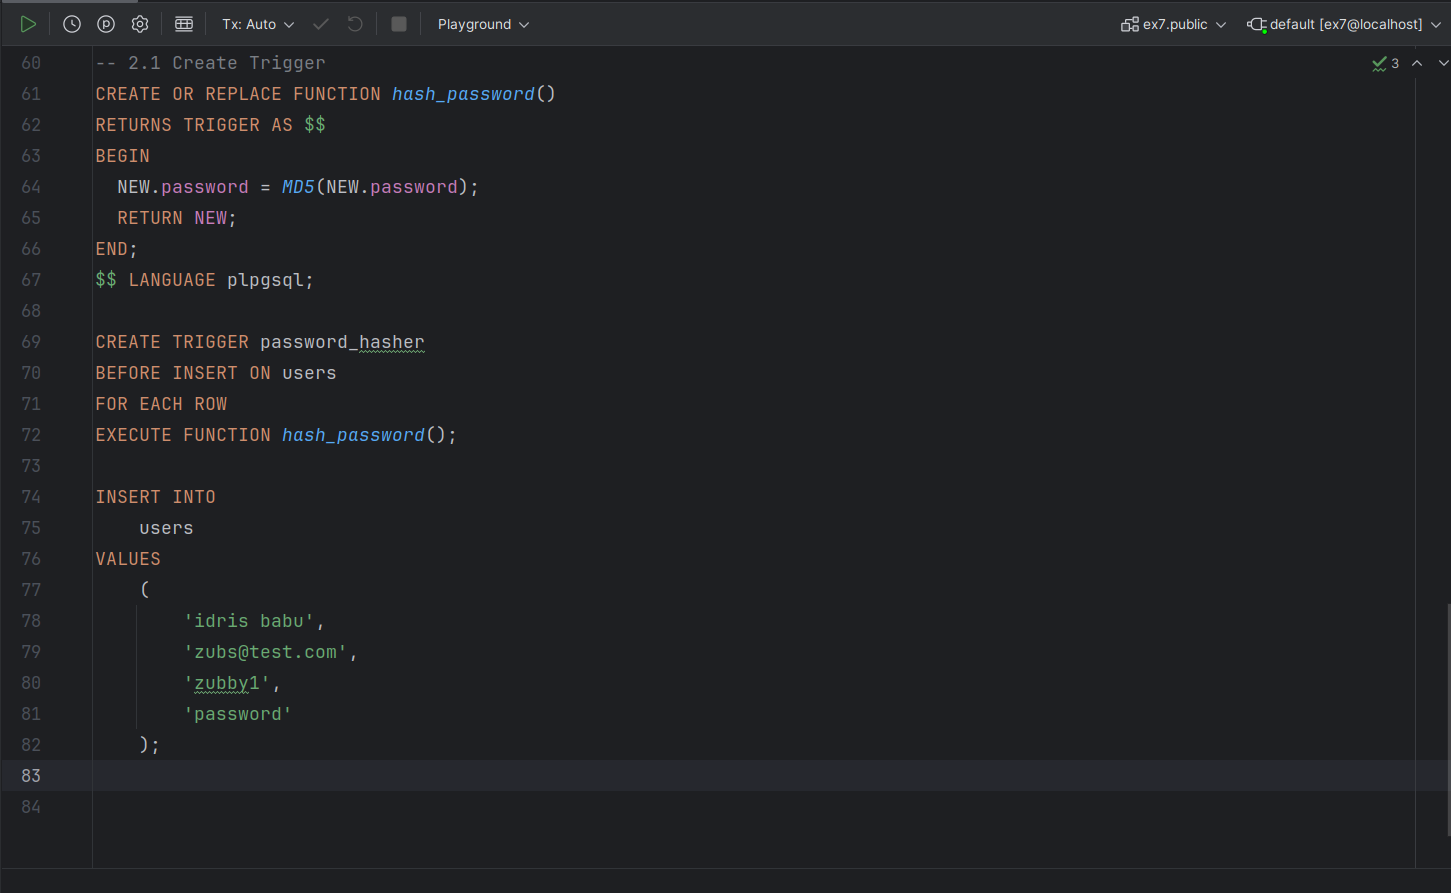 Tx: Auto Playground ex7.public default [ex7@localhost]
60 -- 2.1 Create Trigger 3
61 CREATE OR REPLACE FUNCTION hash_password()
62 RETURNS TRIGGER AS $$
63 BEGIN
64   NEW.password = MD5(NEW.password);
65   RETURN NEW;
66 END;
67 $$ LANGUAGE plpgsql;
68
69 CREATE TRIGGER password_hasher
70 BEFORE INSERT ON users
71 FOR EACH ROW
72 EXECUTE FUNCTION hash_password();
73
74 INSERT INTO
75     users
76 VALUES
77     (
78         'idris babu',
79         'zubs@test.com',
80         'zubby1',
81         'password'
82     );
83
84